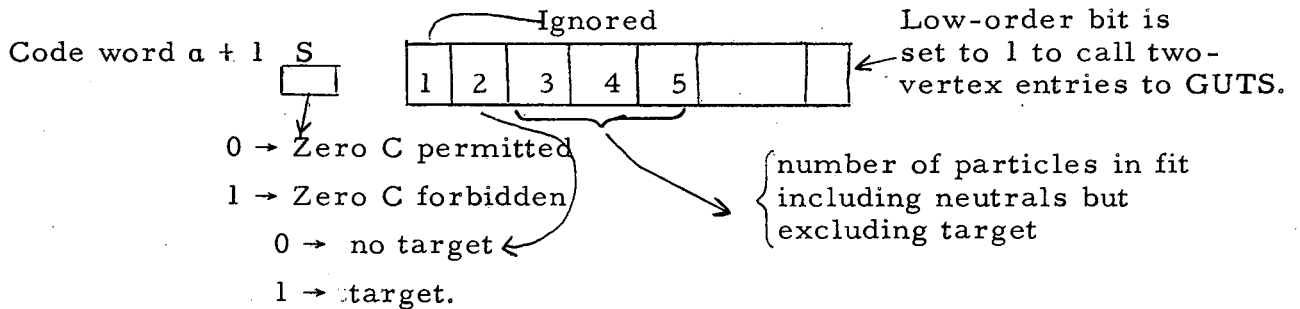 Ignored
Code word a + 1 S
1 2 3 4 5
Low-order bit is
set to 1 to call two-
vertex entries to GUTS.
0 → Zero C permitted
1 → Zero C forbidden
0 → no target
1 → target.
number of particles in fit
including neutrals but
excluding target